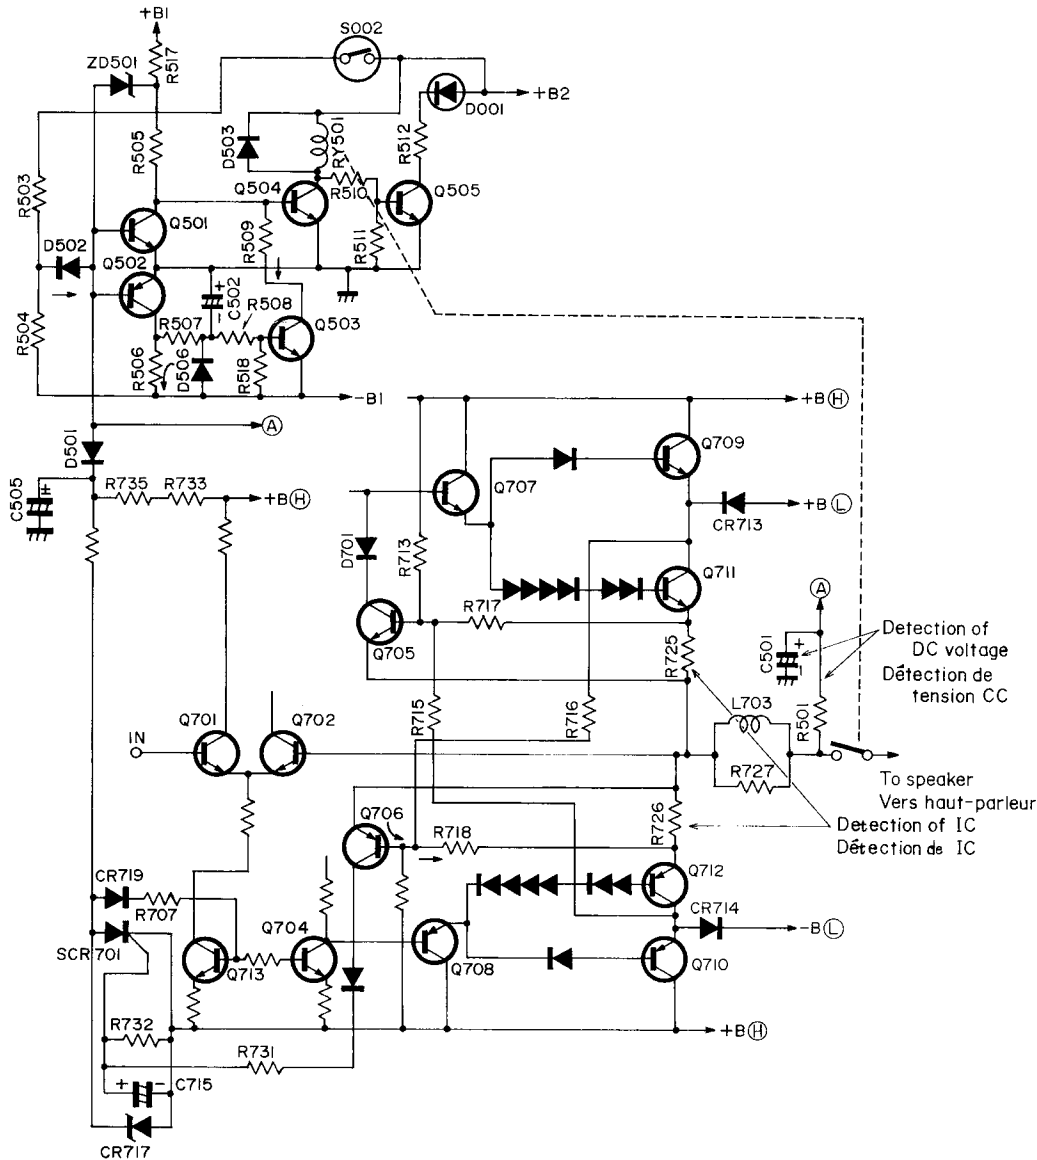 +B1
S002
R517
ZD501
+B2
D001
R505
D503
RY501
R512
R503
Q504
R510
Q505
Q501
R509
R511
D502
Q502
+
C502
-
R508
R507
Q503
R504
R506
D506
R518
-B1
+B(H)
(A)
D501
Q709
Q707
C505
±
R735
R733
+B(H)
+B(L)
CR713
D701
R713
Q711
(A)
R717
Q705
C501
+
-
Detection of
DC voltage
Détection de
tension CC
R725
R715
R716
L703
R501
Q701
Q702
IN
R727
To speaker
Vers haut-parleur
Q706
R718
R726
Detection of IC
Détection de IC
CR719
R707
Q712
CR714
-B(L)
SCR701
Q713
Q704
Q708
Q710
R732
+B(H)
R731
+
-
C715
CR717